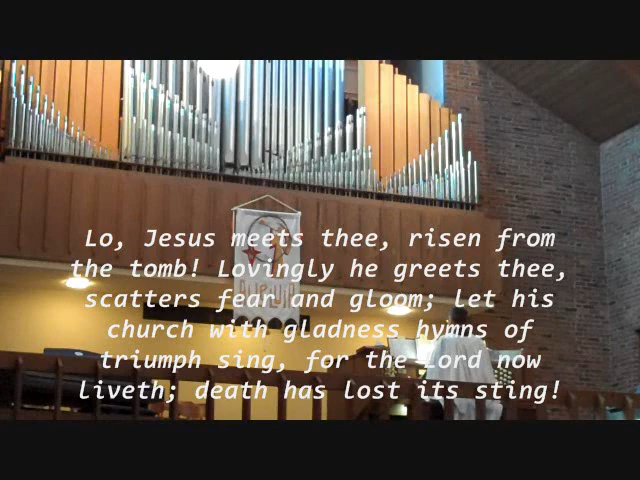 Lo, Jesus meets thee, risen from
the tomb! Lovingly he greets thee,
scatters fear and gloom; Let his
church with gladness hymns of
triumph sing, for the Lord now
liveth; death has lost its sting!